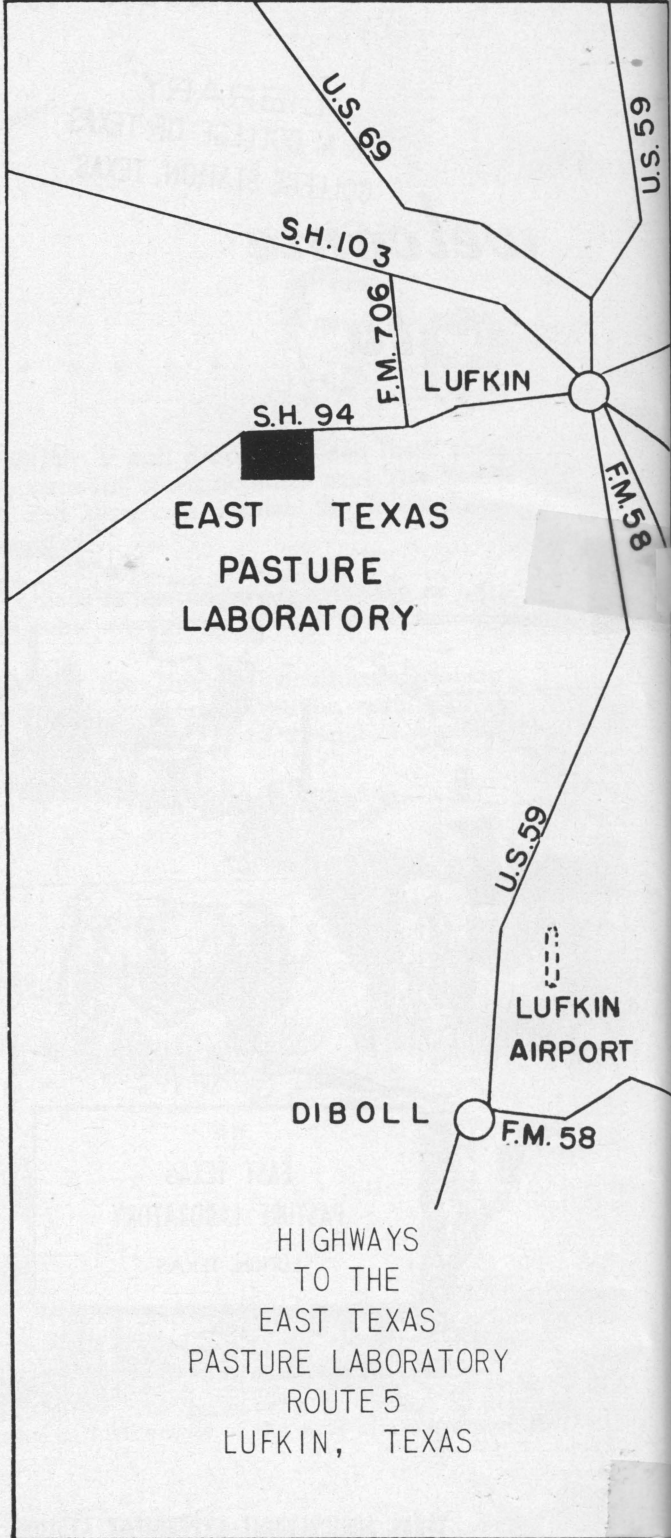 U.S. 69
U.S. 59
S.H. 103
F.M. 706
LUFKIN
S.H. 94
F.M. 58
EAST TEXAS
PASTURE
LABORATORY
U.S. 59
LUFKIN
AIRPORT
DIBOLL
F.M. 58
HIGHWAYS
TO THE
EAST TEXAS
PASTURE LABORATORY
ROUTE 5
LUFKIN, TEXAS